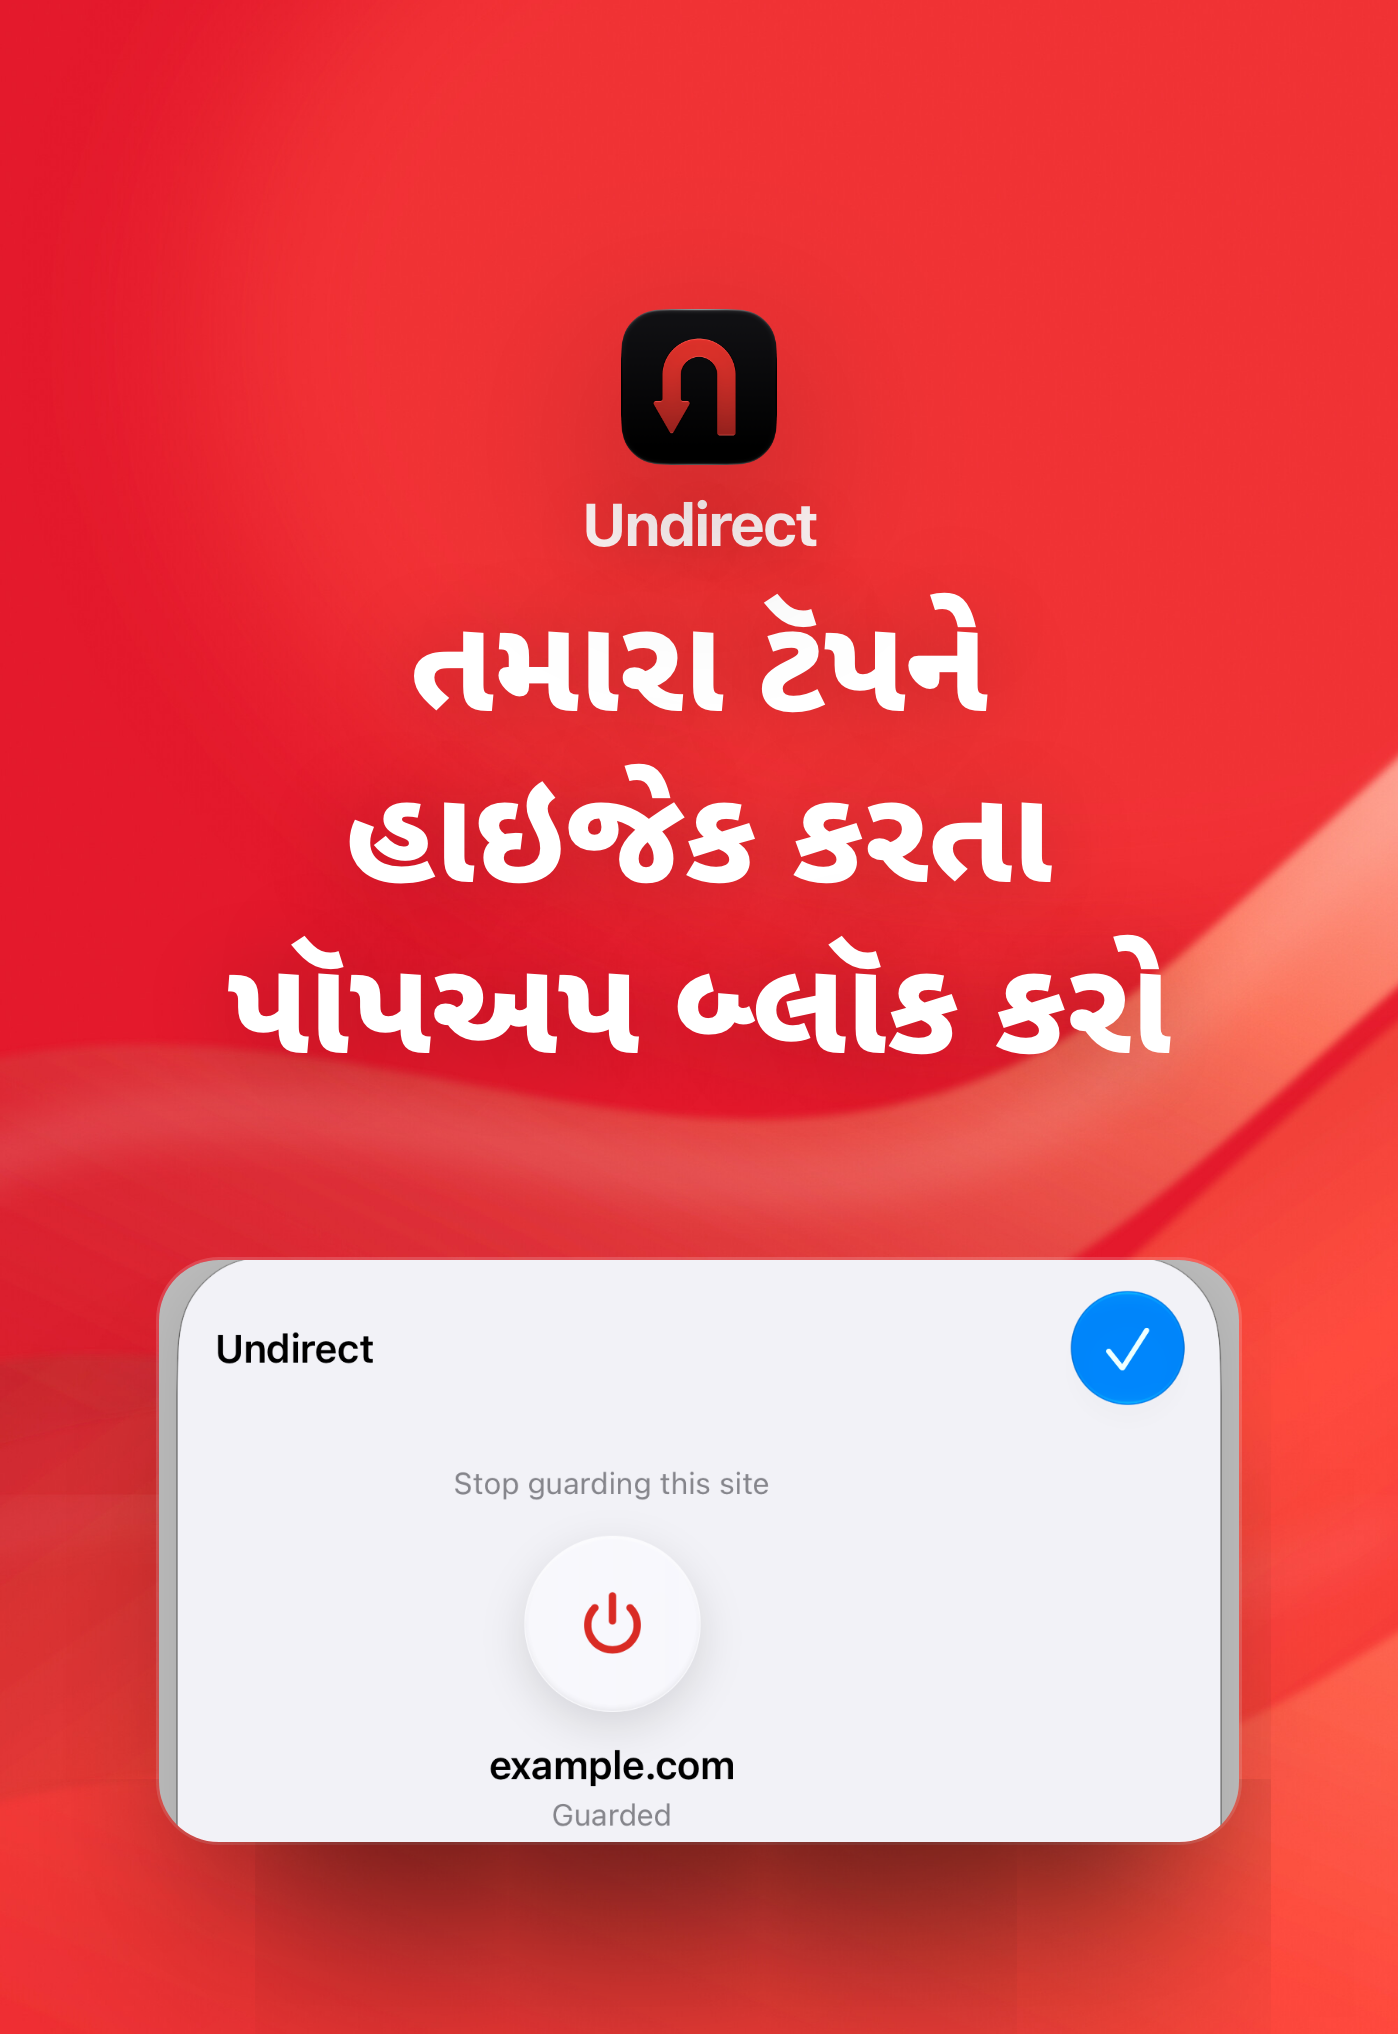 Undirect
તમારા ટૅપને
હાઇજેક કરતા
પૉપઅપ બ્લૉક કરો
Undirect
Stop guarding this site
example.com
Guarded